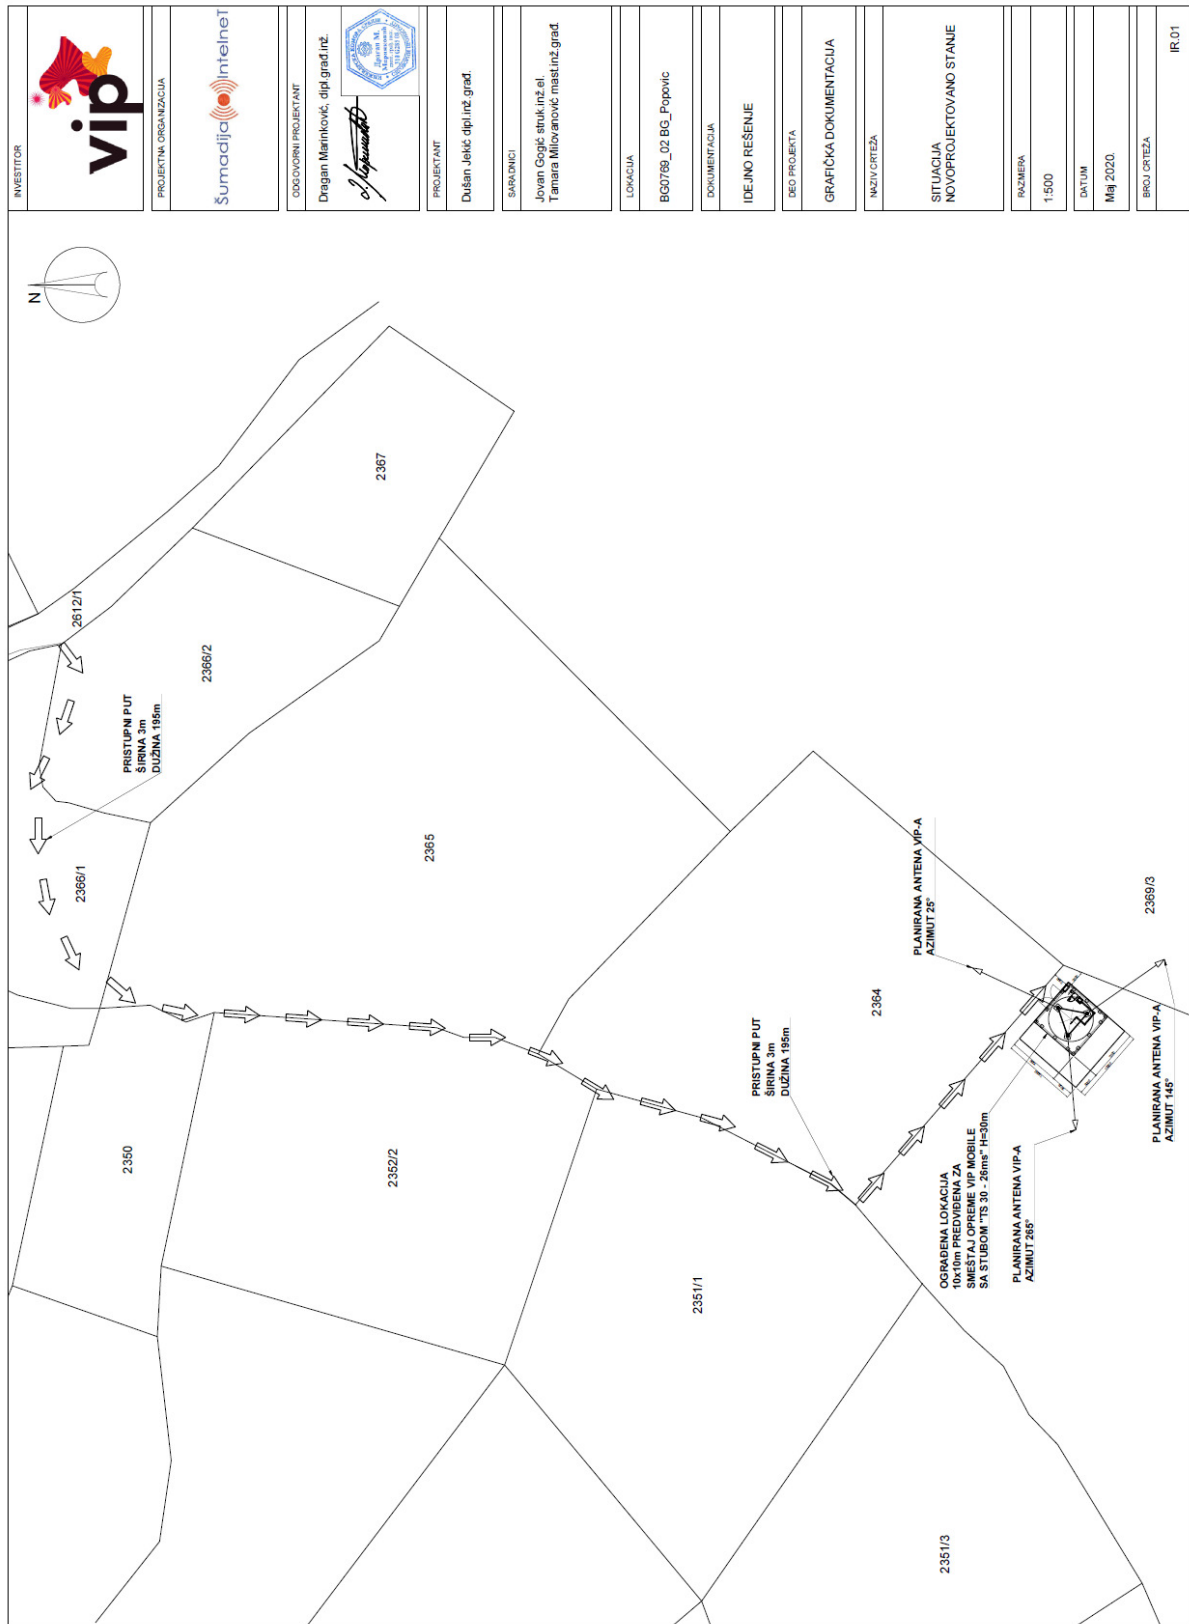 INVESTITOR
vip
PROJEKTNA ORGANIZACIJA
Šumadija Intelnet
ODGOVORNI PROJEKTANT
Dragan Marinković, dipl.građ.inž.
PROJEKTANT
Dušan Jekić dipl.inž.građ.
SARADNICI
Jovan Gogić struk.inž.el.
Tamara Milovanović mast.inž.građ.
LOKACIJA
BG0769_02 BG_Popovic
DOKUMENTACIJA
IDEJNO REŠENJE
DEO PROJEKTA
GRAFIČKA DOKUMENTACIJA
NAZIV CRTEŽA
SITUACIJA
NOVOPROJEKTOVANO STANJE
RAZMERA
1:500
DATUM
Maj 2020.
BROJ CRTEŽA
IR.01
N
2612/1
2366/2
2367
PRISTUPNI PUT
ŠIRINA 3m
DUŽINA 195m
2366/1
2365
2350
2352/2
2364
PLANIRANA ANTENA VIP-A
AZIMUT 25°
2369/3
PRISTUPNI PUT
ŠIRINA 3m
DUŽINA 195m
2351/1
OGRAĐENA LOKACIJA
10x10m PREDVIĐENA ZA
SMEŠTAJ OPREME VIP MOBILE
SA STUBOM "TS 30 - 26ms" H=30m
PLANIRANA ANTENA VIP-A
AZIMUT 265°
PLANIRANA ANTENA VIP-A
AZIMUT 145°
2351/3